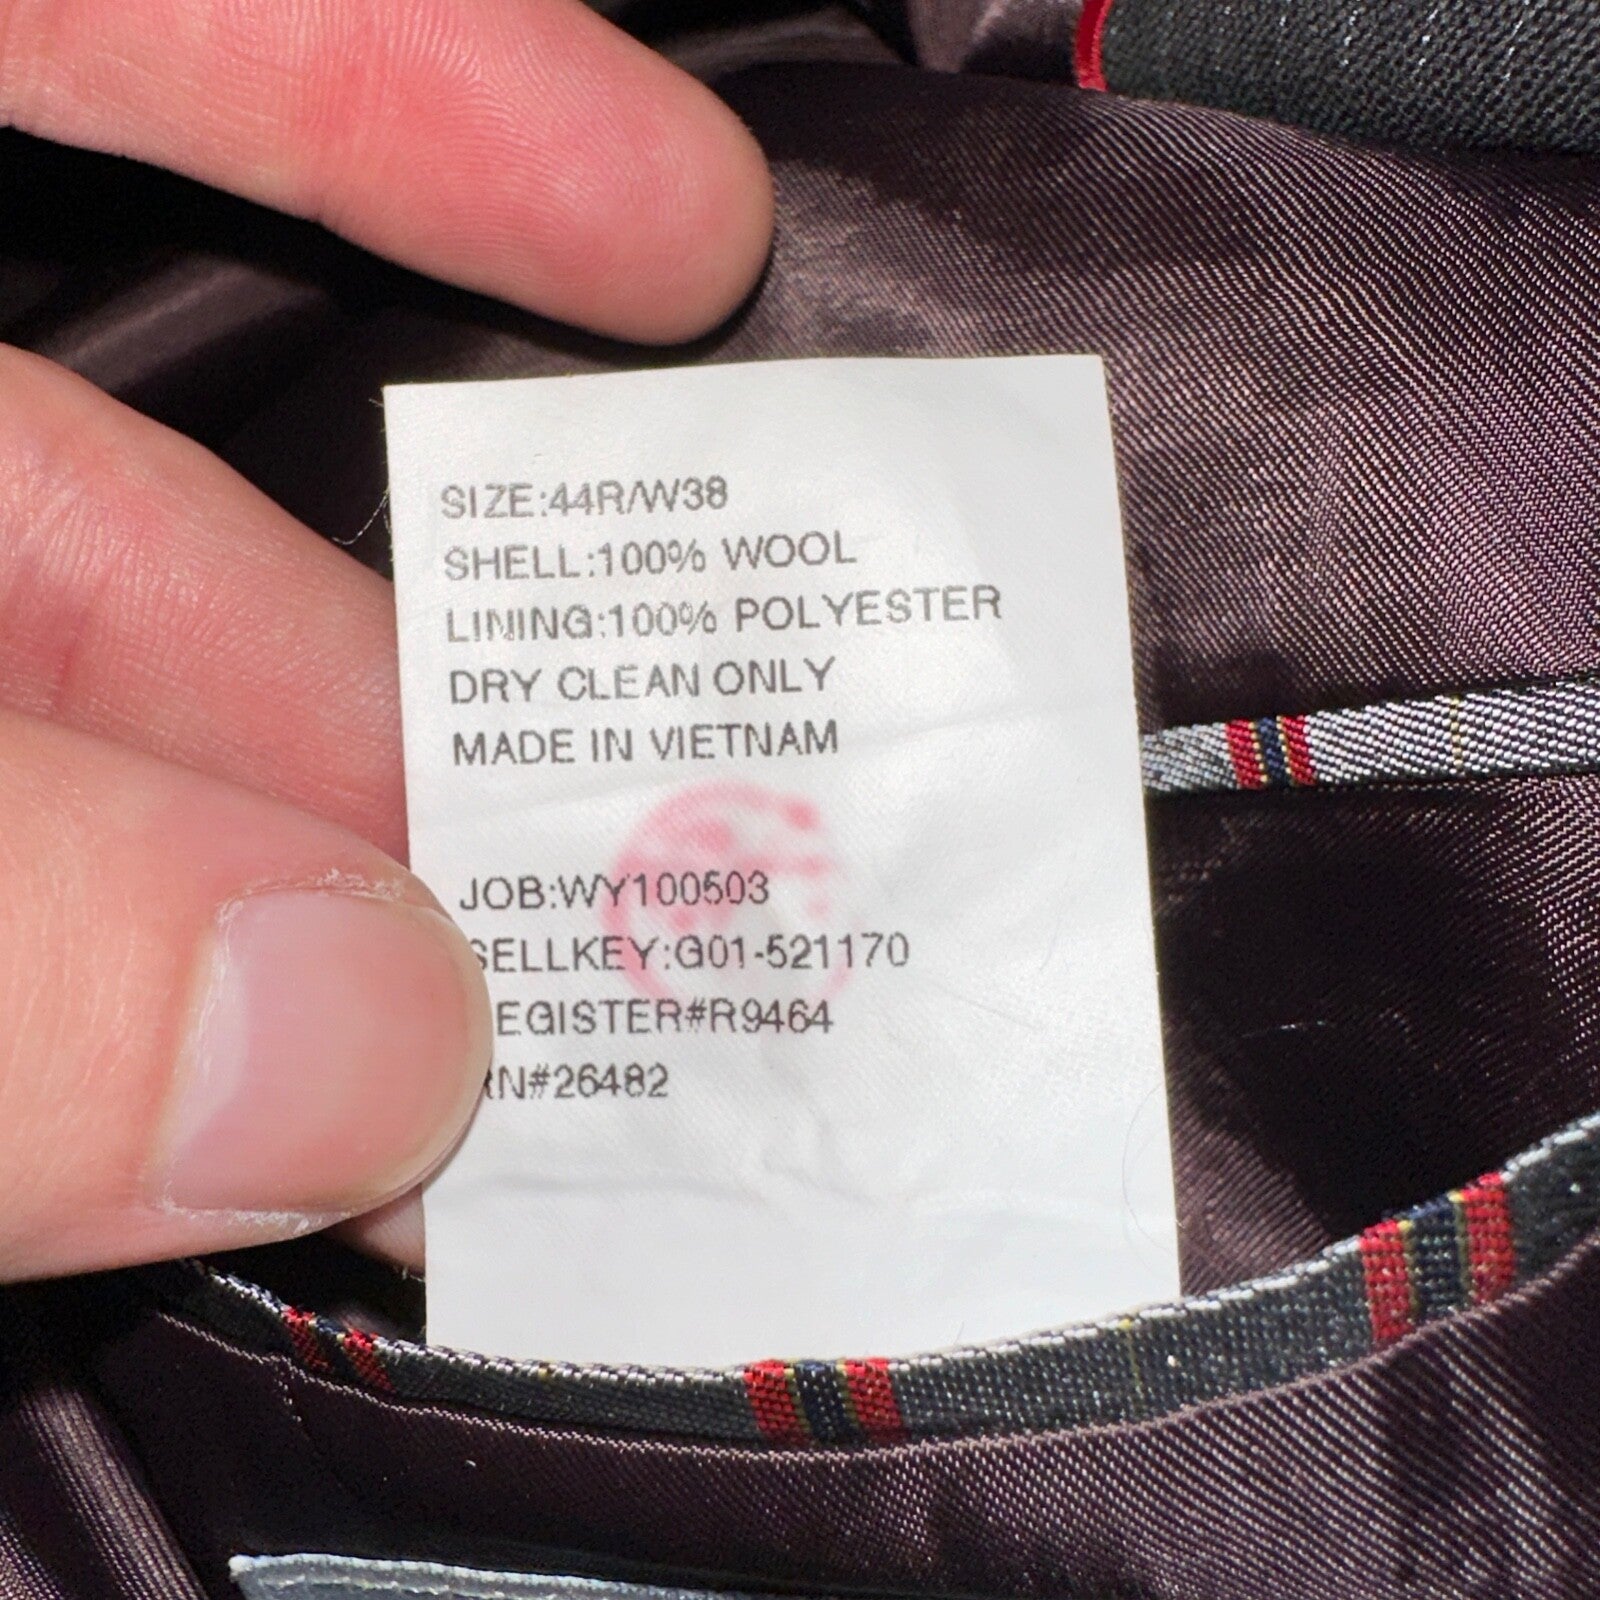 SIZE:44R/W38
SHELL:100% WOOL
LINING:100% POLYESTER
DRY CLEAN ONLY
MADE IN VIETNAM
JOB:WY100503
SELLKEY:G01-521170
EGISTER#R9464
RN#26482